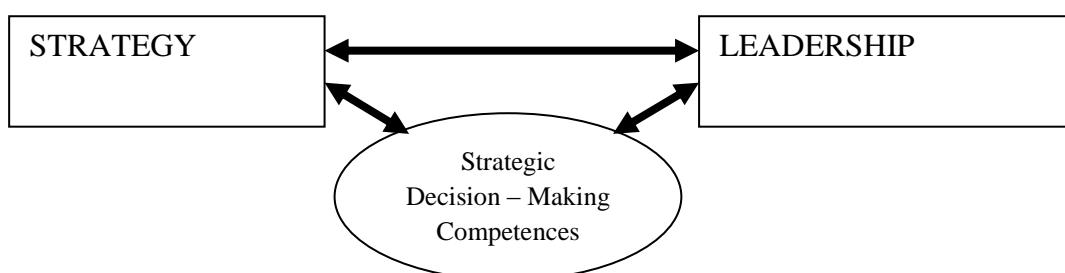 STRATEGY
LEADERSHIP
Strategic
Decision – Making
Competences